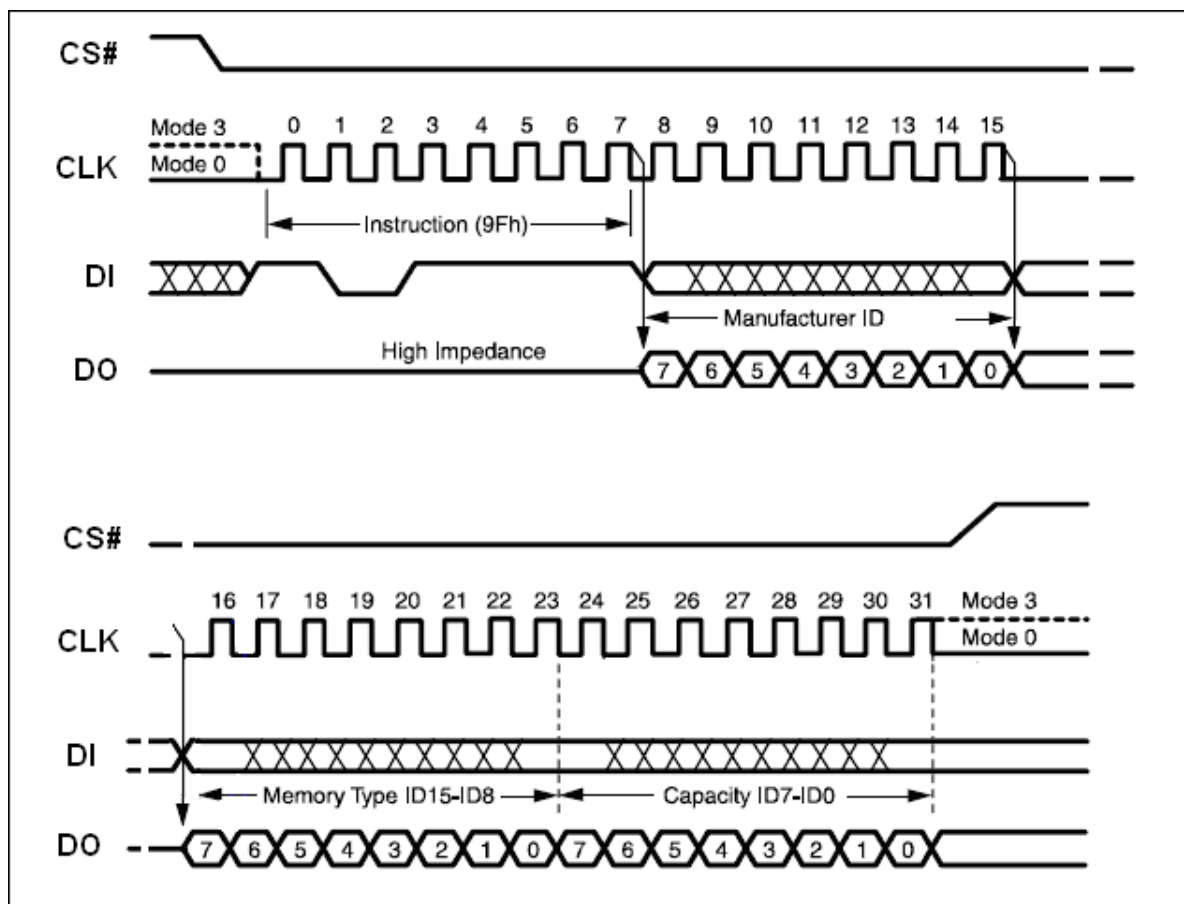 CS#
Mode 3 0 1 2 3 4 5 6 7 8 9 10 11 12 13 14 15
CLK Mode 0
Instruction (9Fh)
DI
Manufacturer ID
High Impedance
DO 7 6 5 4 3 2 1 0
CS#
16 17 18 19 20 21 22 23 24 25 26 27 28 29 30 31 Mode 3
CLK Mode 0
DI
Memory Type ID15-ID8 Capacity ID7-ID0
DO 7 6 5 4 3 2 1 0 7 6 5 4 3 2 1 0